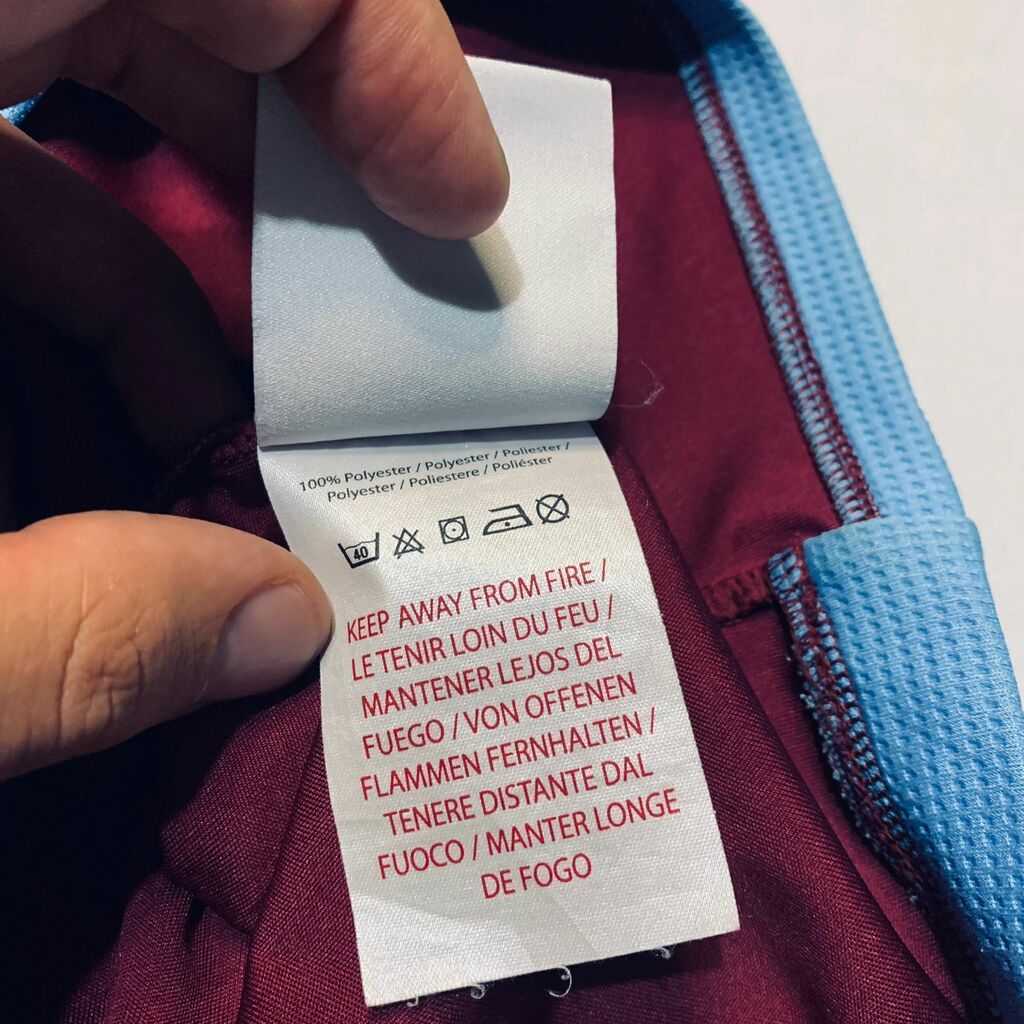 100% Polyester / Polyester / Poliester /
Polyester / Poliestere / Poliéster
40
KEEP AWAY FROM FIRE /
LE TENIR LOIN DU FEU /
MANTENER LEJOS DEL
FUEGO / VON OFFENEN
FLAMMEN FERNHALTEN /
TENERE DISTANTE DAL
FUOCO / MANTER LONGE
DE FOGO